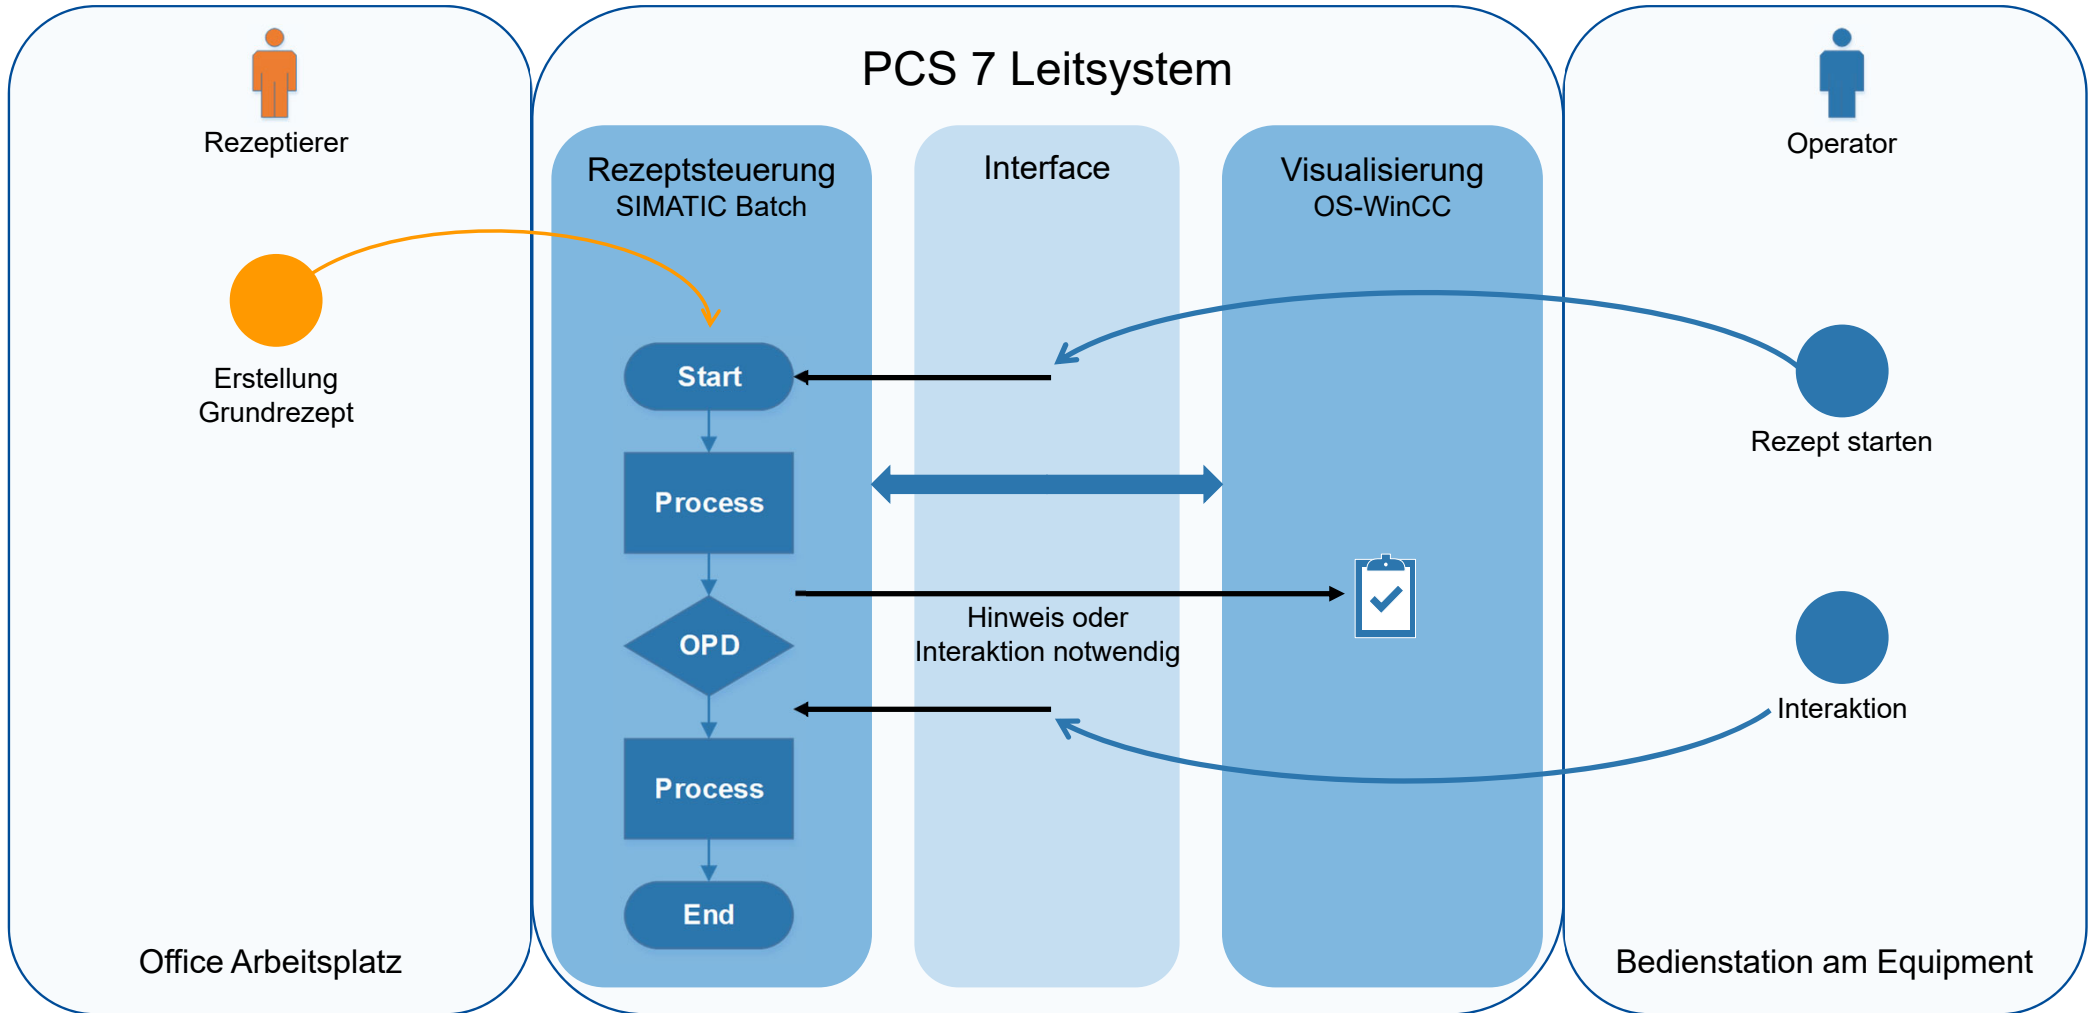 PCS 7 Leitsystem
Rezeptierer
Erstellung
Grundrezept
Office Arbeitsplatz
Rezeptsteuerung
SIMATIC Batch
Start
Process
OPD
Process
End
Interface
Hinweis oder
Interaktion notwendig
Visualisierung
OS-WinCC
Operator
Rezept starten
Interaktion
Bedienstation am Equipment